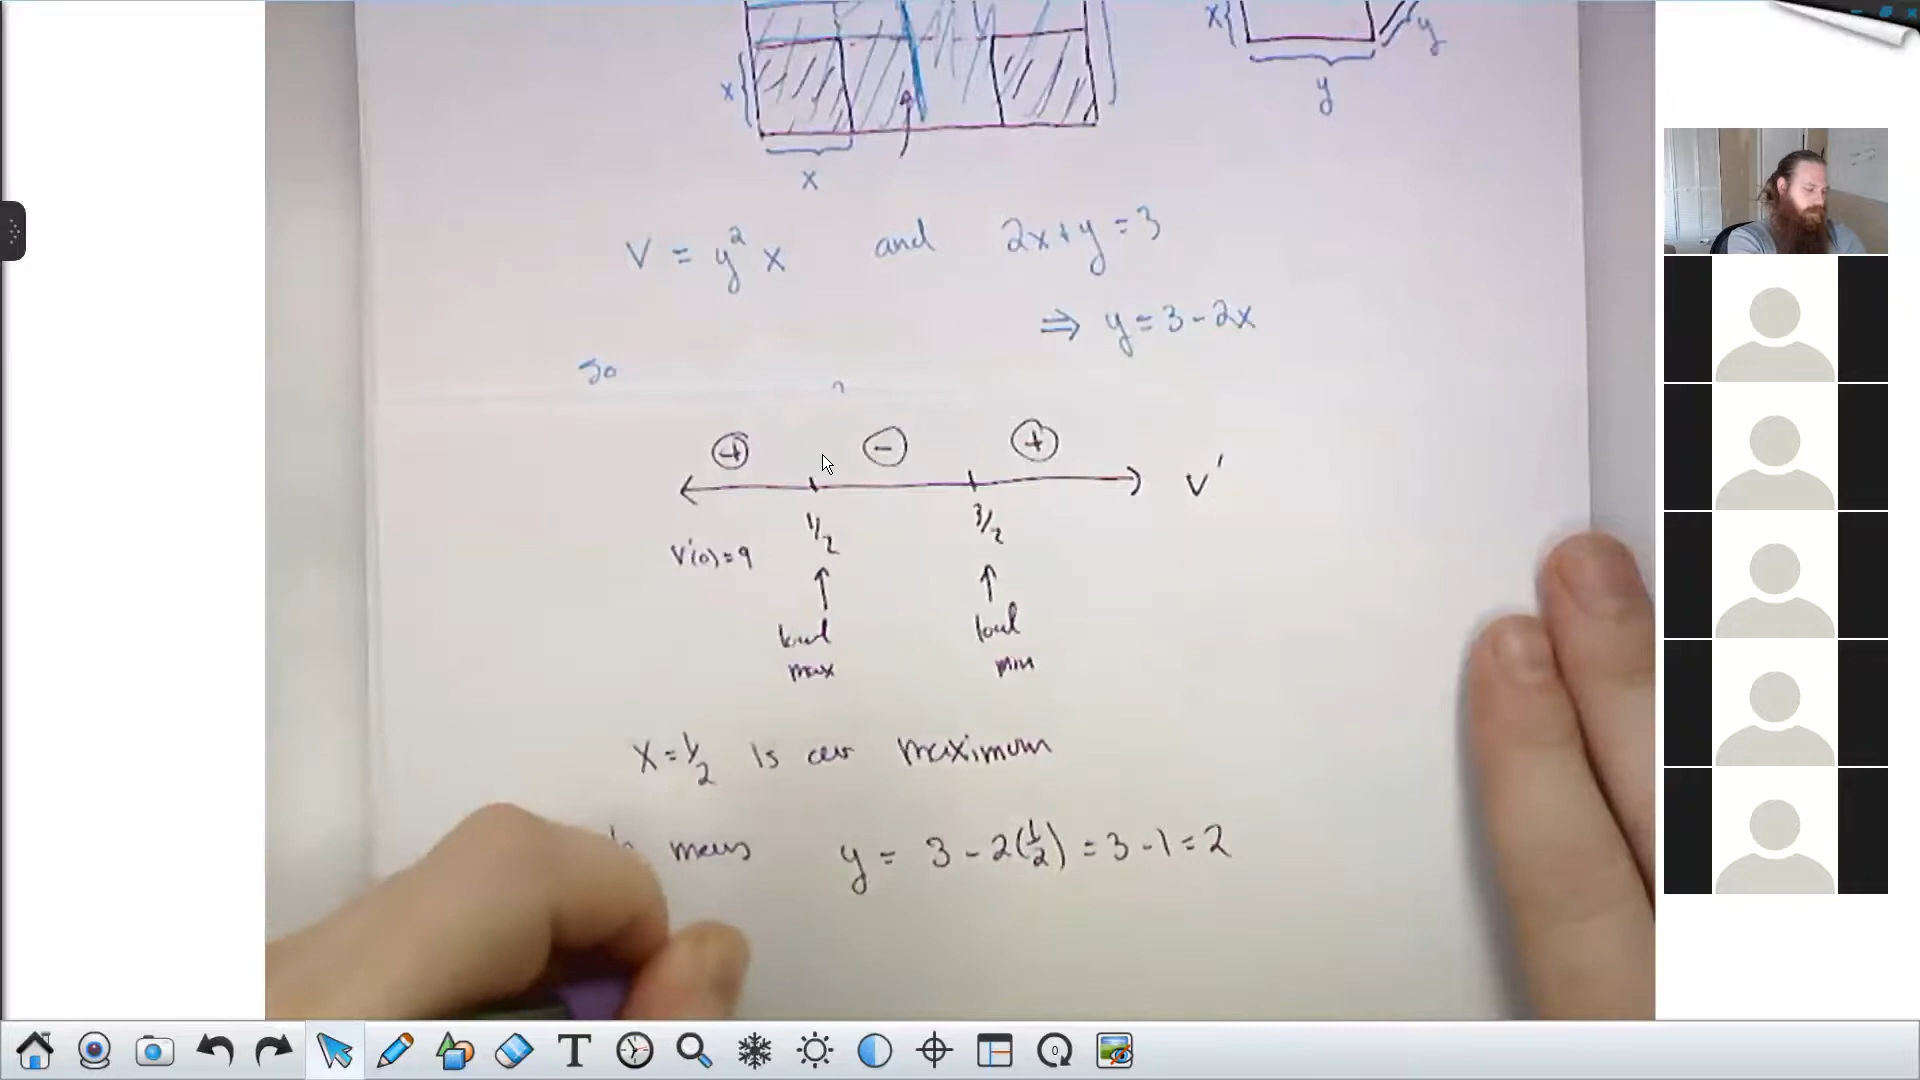 x{
x{ y
y
x
V = y² x and 2x+y=3
⇒ y=3-2x
So
+ - +
V'
1/2 3/2
V'(0)=9
↑ ↑
local local
max min
X=1/2 is our maximum
means y = 3-2(1/2) = 3-1=2
T
0